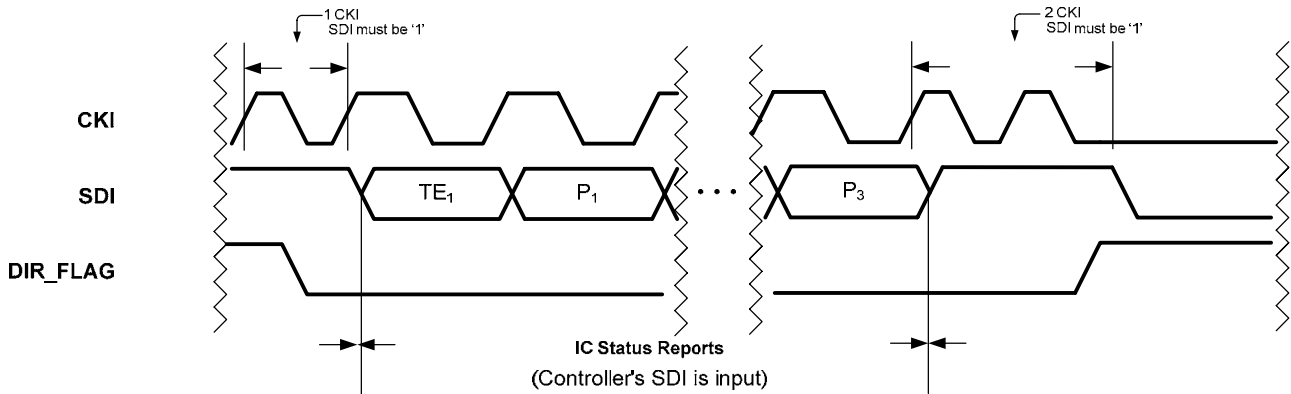 1 CKI
SDI must be ‘1’
2 CKI
SDI must be ‘1’
CKI
SDI
TE1
P1
• • •
P3
DIR_FLAG
IC Status Reports
(Controller's SDI is input)